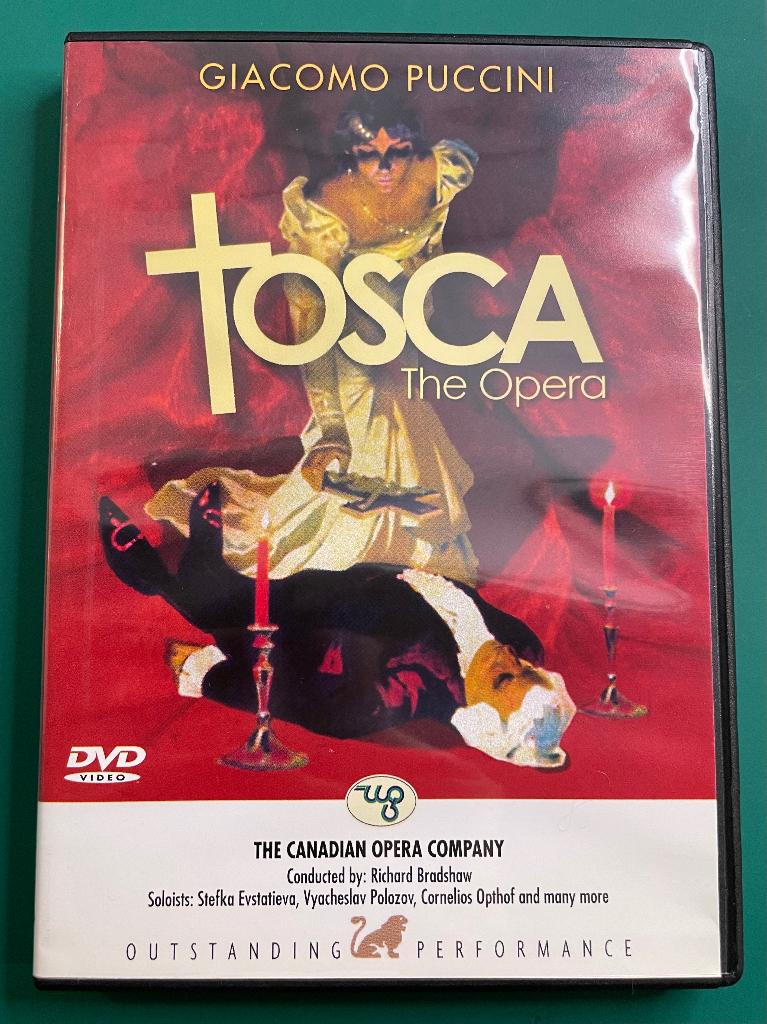 GIACOMO PUCCINI
TOSCA
The Opera
DVD
VIDEO
THE CANADIAN OPERA COMPANY
Conducted by: Richard Bradshaw
Soloists: Stefka Evstatieva, Vyacheslav Polozov, Cornelios Opthof and many more
OUTSTANDING PERFORMANCE